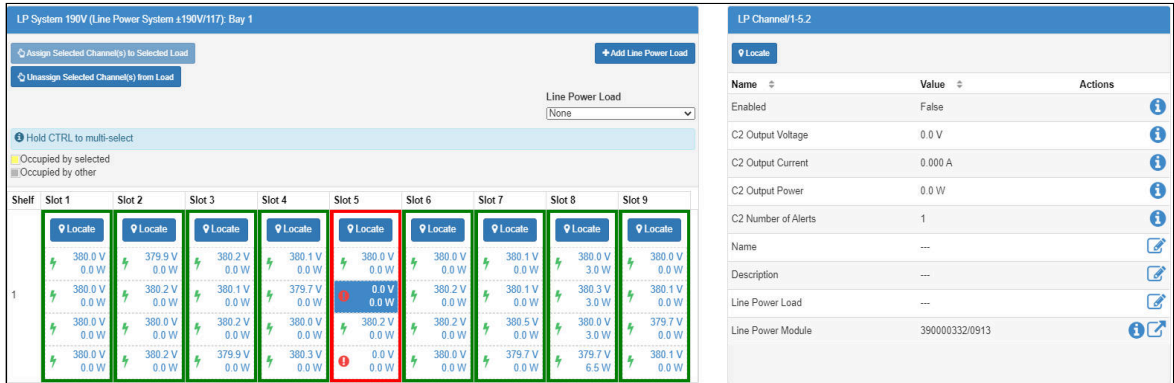 LP System 190V (Line Power System ±190V/117): Bay 1
Assign Selected Channel(s) to Selected Load
Add Line Power Load
Unassign Selected Channel(s) from Load
Line Power Load
None
Hold CTRL to multi-select
Occupied by selected
Occupied by other
Shelf Slot 1 Slot 2 Slot 3 Slot 4 Slot 5 Slot 6 Slot 7 Slot 8 Slot 9
Locate Locate Locate Locate Locate Locate Locate Locate Locate
380.0 V 379.9 V 380.2 V 380.1 V 380.0 V 380.0 V 380.1 V 380.0 V 380.0 V
0.0 W 0.0 W 0.0 W 0.0 W 0.0 W 0.0 W 0.0 W 3.0 W 0.0 W
1
380.0 V 380.2 V 380.1 V 379.7 V 0.0 V 380.2 V 380.1 V 380.3 V 380.1 V
0.0 W 0.0 W 0.0 W 0.0 W 0.0 W 0.0 W 0.0 W 3.0 W 0.0 W
380.0 V 380.0 V 380.2 V 380.0 V 380.2 V 380.2 V 380.5 V 380.0 V 379.7 V
0.0 W 0.0 W 0.0 W 0.0 W 0.0 W 0.0 W 0.0 W 3.0 W 0.0 W
380.0 V 380.2 V 379.9 V 380.3 V 0.0 V 380.0 V 379.7 V 379.7 V 380.1 V
0.0 W 0.0 W 0.0 W 0.0 W 0.0 W 0.0 W 0.0 W 6.5 W 0.0 W
LP Channel/1-5.2
Locate
Name Value Actions
Enabled False
C2 Output Voltage 0.0 V
C2 Output Current 0.000 A
C2 Output Power 0.0 W
C2 Number of Alerts 1
Name ---
Description ---
Line Power Load ---
Line Power Module 390000332/0913